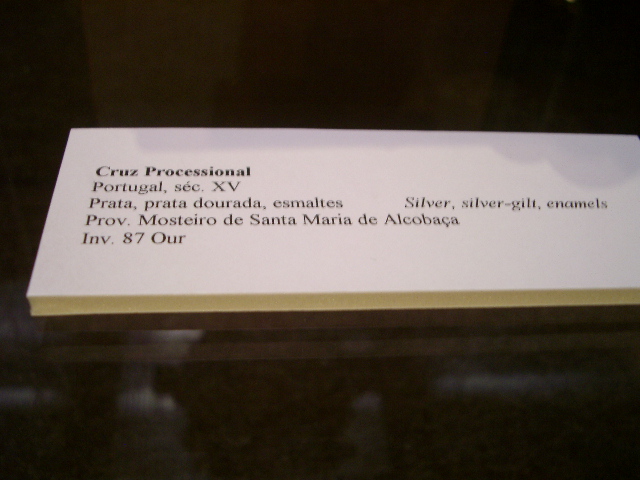 Cruz Processional
Portugal, séc. XV
Prata, prata dourada, esmaltes Silver, silver-gilt, enamels
Prov. Mosteiro de Santa Maria de Alcobaça
Inv. 87 Our